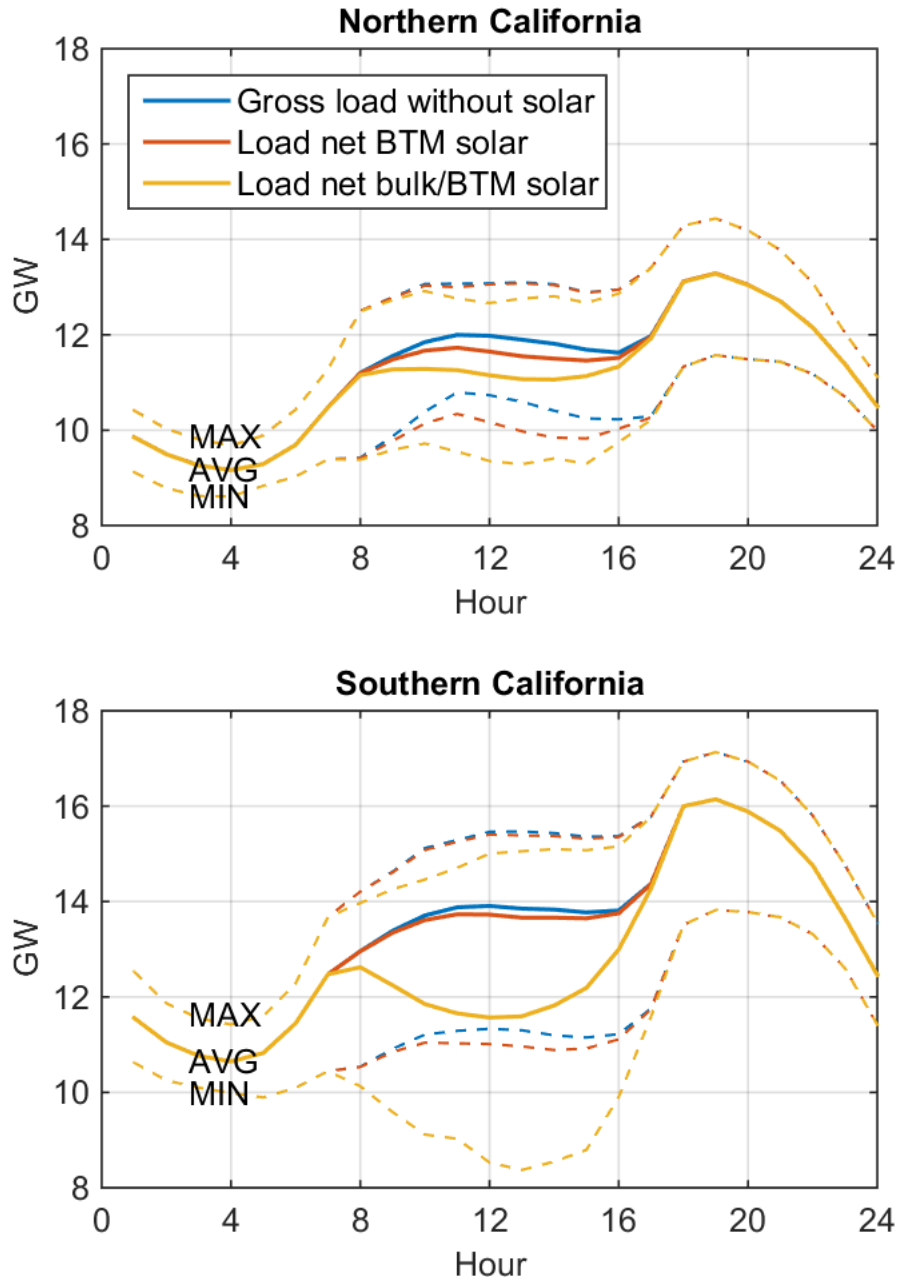 Northern California
18
16
14
12
10
8
GW
Gross load without solar
Load net BTM solar
Load net bulk/BTM solar
MAX
AVG
MIN
0 4 8 12 16 20 24
Hour
Southern California
18
16
14
12
10
8
GW
MAX
AVG
MIN
0 4 8 12 16 20 24
Hour